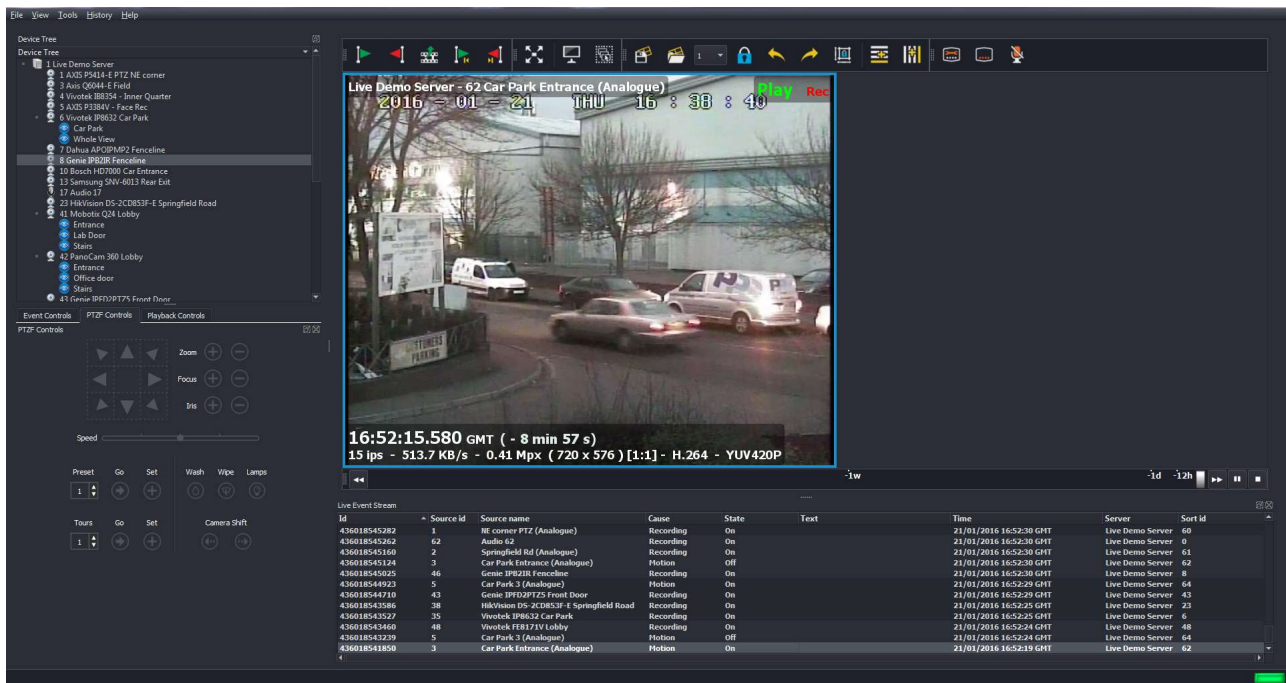 File View Tools History Help
Device Tree
Device Tree
1 Live Demo Server
1 AXIS P5414-E PTZ NE corner
3 Axis Q6044-E Field
4 Vivotek IB8354 - Inner Quarter
5 AXIS P3384V - Face Rec
6 Vivotek IP8632 Car Park
Car Park
Whole View
7 Dahua APOIPMP2 Fenceline
8 Genie IPB2IR Fenceline
10 Bosch HD7000 Car Entrance
13 Samsung SNV-6013 Rear Exit
17 Audio 17
23 HikVision DS-2CD853F-E Springfield Road
41 Mobotix Q24 Lobby
Entrance
Lab Door
Stairs
42 PanoCam 360 Lobby
Entrance
Office door
Stairs
43 Genie IPFD2PTZ5 Front Door
Event Controls PTZF Controls Playback Controls
PTZF Controls
Zoom
Focus
Iris
Speed
Preset Go Set Wash Wipe Lamps
1
Tours Go Set Camera Shift
1
1
Live Demo Server - 62 Car Park Entrance (Analogue) Play Rec
2016 - 01 - 21 THU 16 : 38 : 40
CUSTOMERS
PARKING
16:52:15.580 GMT ( - 8 min 57 s)
15 ips - 513.7 KB/s - 0.41 Mpx ( 720 x 576 ) [1:1] - H.264 - YUV420P
-1w -1d -12h
Live Event Stream
Id Source id Source name Cause State Text Time Server Sort id
436018545282 1 NE corner PTZ (Analogue) Recording On 21/01/2016 16:52:30 GMT Live Demo Server 60
436018545262 62 Audio 62 Recording On 21/01/2016 16:52:30 GMT Live Demo Server 0
436018545160 2 Springfield Rd (Analogue) Recording On 21/01/2016 16:52:30 GMT Live Demo Server 61
436018545124 3 Car Park Entrance (Analogue) Motion Off 21/01/2016 16:52:30 GMT Live Demo Server 62
436018545025 46 Genie IPB2IR Fenceline Recording On 21/01/2016 16:52:30 GMT Live Demo Server 8
436018544923 5 Car Park 3 (Analogue) Motion On 21/01/2016 16:52:29 GMT Live Demo Server 64
436018544710 43 Genie IPFD2PTZ5 Front Door Recording On 21/01/2016 16:52:29 GMT Live Demo Server 43
436018543586 38 HikVision DS-2CD853F-E Springfield Road Recording On 21/01/2016 16:52:25 GMT Live Demo Server 23
436018543527 35 Vivotek IP8632 Car Park Recording On 21/01/2016 16:52:25 GMT Live Demo Server 6
436018543460 48 Vivotek FE8171V Lobby Recording On 21/01/2016 16:52:24 GMT Live Demo Server 48
436018543239 5 Car Park 3 (Analogue) Motion Off 21/01/2016 16:52:24 GMT Live Demo Server 64
436018541850 3 Car Park Entrance (Analogue) Motion On 21/01/2016 16:52:19 GMT Live Demo Server 62